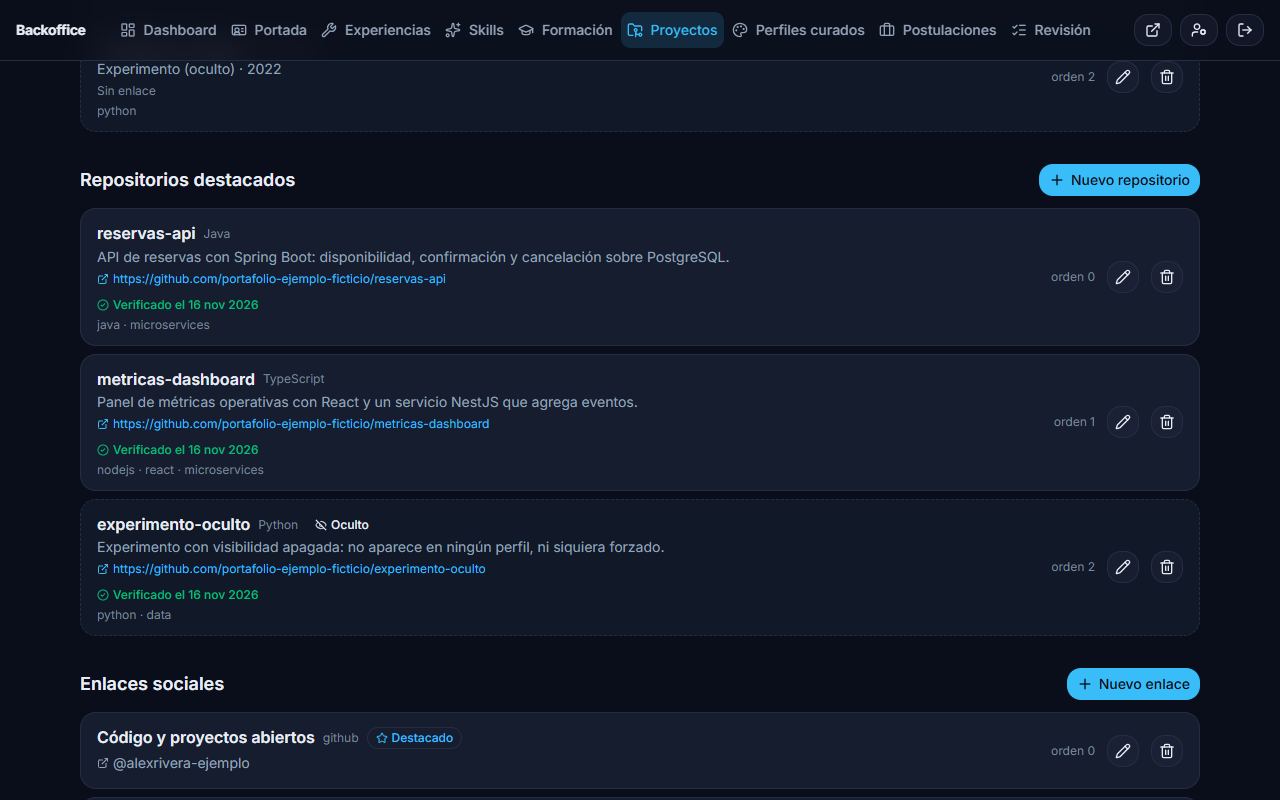 Backoffice
Dashboard
Portada
Experiencias
Skills
Formación
Proyectos
Perfiles curados
Postulaciones
Revisión
Experimento (oculto) · 2022
Sin enlace
python
orden 2
Repositorios destacados
Nuevo repositorio
reservas-api Java
API de reservas con Spring Boot: disponibilidad, confirmación y cancelación sobre PostgreSQL.
https://github.com/portafolio-ejemplo-ficticio/reservas-api
Verificado el 16 nov 2026
java · microservices
orden 0
metricas-dashboard TypeScript
Panel de métricas operativas con React y un servicio NestJS que agrega eventos.
https://github.com/portafolio-ejemplo-ficticio/metricas-dashboard
Verificado el 16 nov 2026
nodejs · react · microservices
orden 1
experimento-oculto Python Oculto
Experimento con visibilidad apagada: no aparece en ningún perfil, ni siquiera forzado.
https://github.com/portafolio-ejemplo-ficticio/experimento-oculto
Verificado el 16 nov 2026
python · data
orden 2
Enlaces sociales
Nuevo enlace
Código y proyectos abiertos github Destacado
@alexrivera-ejemplo
orden 0